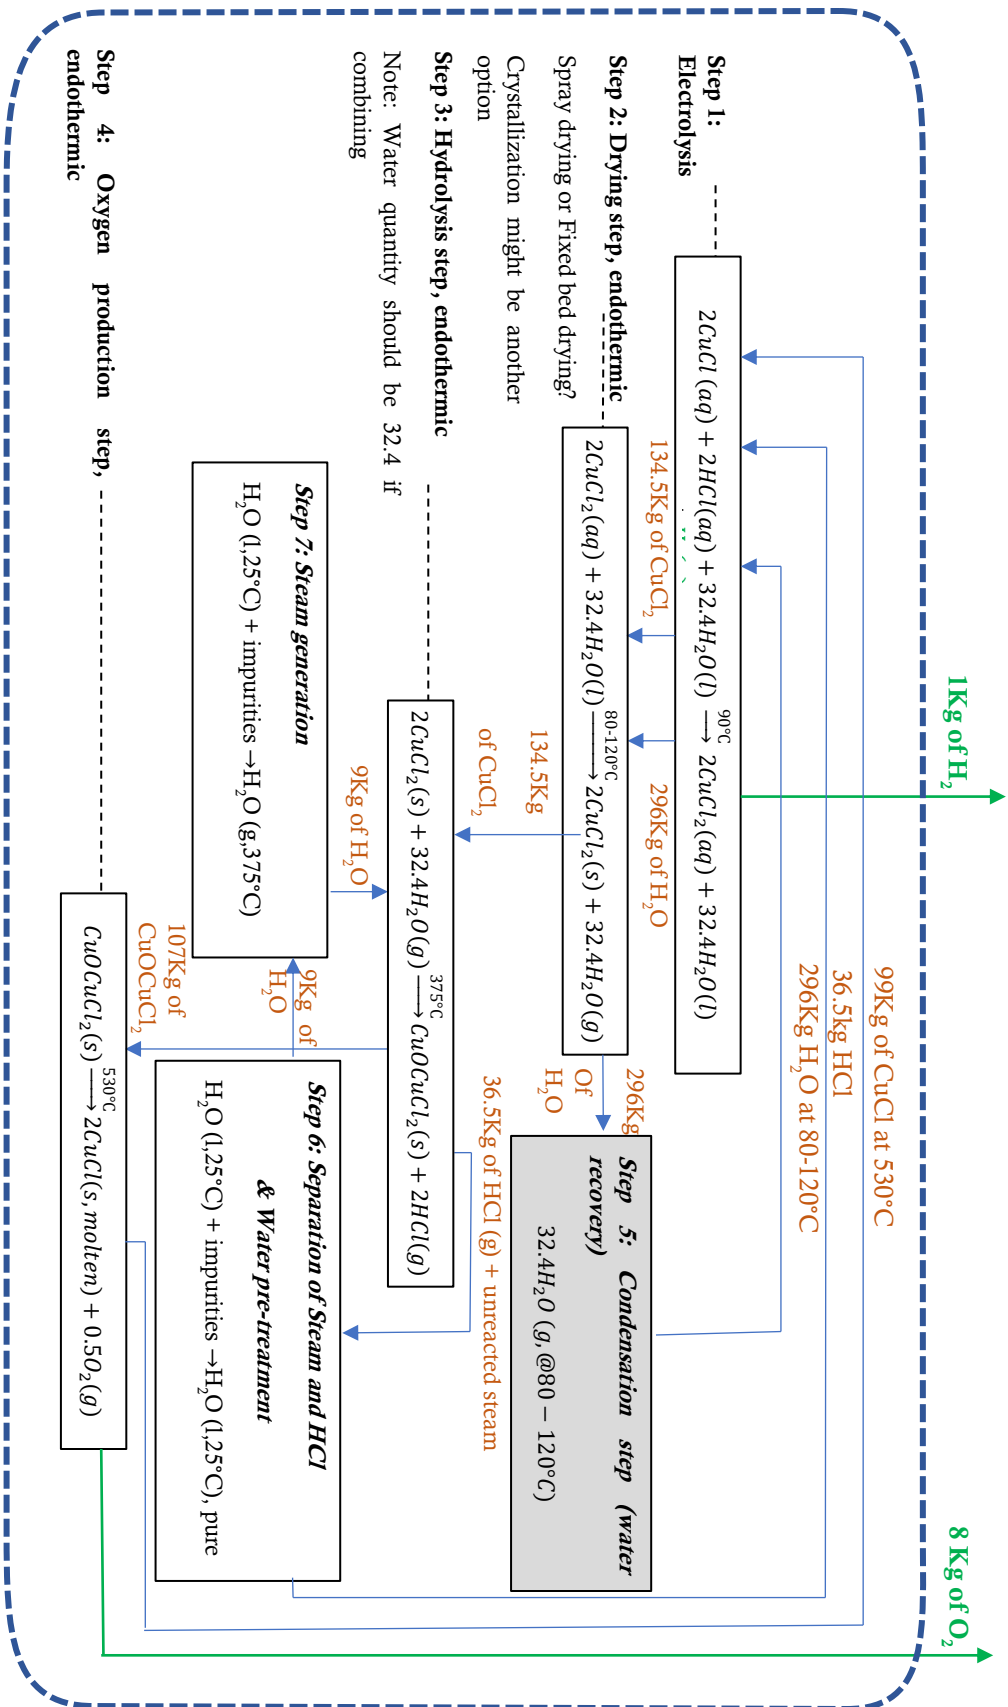 1Kg of H₂
8 Kg of O₂
99Kg of CuCl at 530°C
36.5kg HCl
296Kg H₂O at 80-120°C
Step 1:
Electrolysis
2CuCl (aq) + 2HCl(aq) + 32.4H₂O(l) ⟶ 2CuCl₂(aq) + 32.4H₂O(l)
90°C
134.5Kg of CuCl₂
296Kg of H₂O
Step 2: Drying step, endothermic
Spray drying or Fixed bed drying?
Crystallization might be another
option
2CuCl₂(aq) + 32.4H₂O(l) ⟶ 2CuCl₂(s) + 32.4H₂O(g)
80-120°C
296Kg
Of
H₂O
Step 5: Condensation step (water
recovery)
32.4H₂O (g, @80 − 120°C)
134.5Kg
of CuCl₂
36.5Kg of HCl (g) + unreacted steam
Step 3: Hydrolysis step, endothermic
Note: Water quantity should be 32.4 if
combining
2CuCl₂(s) + 32.4H₂O(g) ⟶ CuOCuCl₂(s) + 2HCl(g)
375°C
9Kg of H₂O
Step 7: Steam generation
H₂O (1,25°C) + impurities →H₂O (g,375°C)
9Kg of
H₂O
Step 6: Separation of Steam and HCl
& Water pre-treatment
H₂O (1,25°C) + impurities →H₂O (1,25°C), pure
107Kg of
CuOCuCl₂
Step 4: Oxygen production step,
endothermic
CuOCuCl₂(s) ⟶ 2CuCl(s, molten) + 0.5O₂(g)
530°C